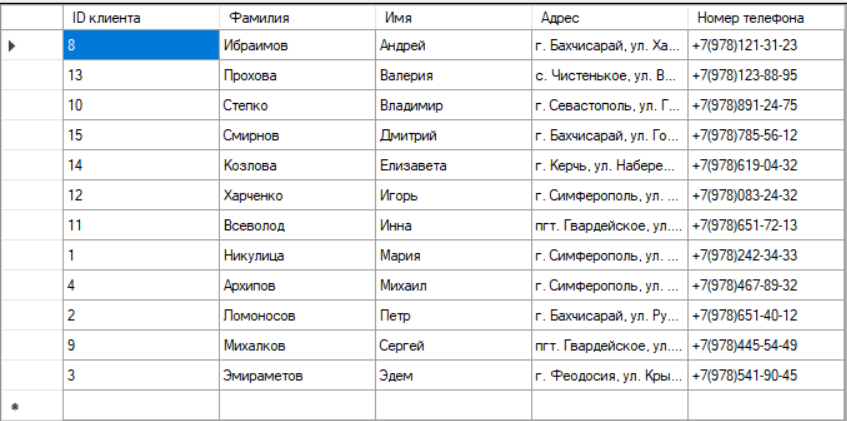 ID клиента Фамилия Имя Адрес Номер телефона
8 Ибраимов Андрей г. Бахчисарай, ул. Ха... +7(978)121-31-23
13 Прохова Валерия с. Чистенькое, ул. В... +7(978)123-88-95
10 Степко Владимир г. Севастополь, ул. Г... +7(978)891-24-75
15 Смирнов Дмитрий г. Бахчисарай, ул. Го... +7(978)785-56-12
14 Козлова Елизавета г. Керчь, ул. Набере... +7(978)619-04-32
12 Харченко Игорь г. Симферополь, ул. ... +7(978)083-24-32
11 Всеволод Инна пгт. Гвардейское, ул.... +7(978)651-72-13
1 Никулица Мария г. Симферополь, ул. ... +7(978)242-34-33
4 Архипов Михаил г. Симферополь, ул. ... +7(978)467-89-32
2 Ломоносов Петр г. Бахчисарай, ул. Ру... +7(978)651-40-12
9 Михалков Сергей пгт. Гвардейское, ул.... +7(978)445-54-49
3 Эмираметов Эдем г. Феодосия, ул. Кры... +7(978)541-90-45